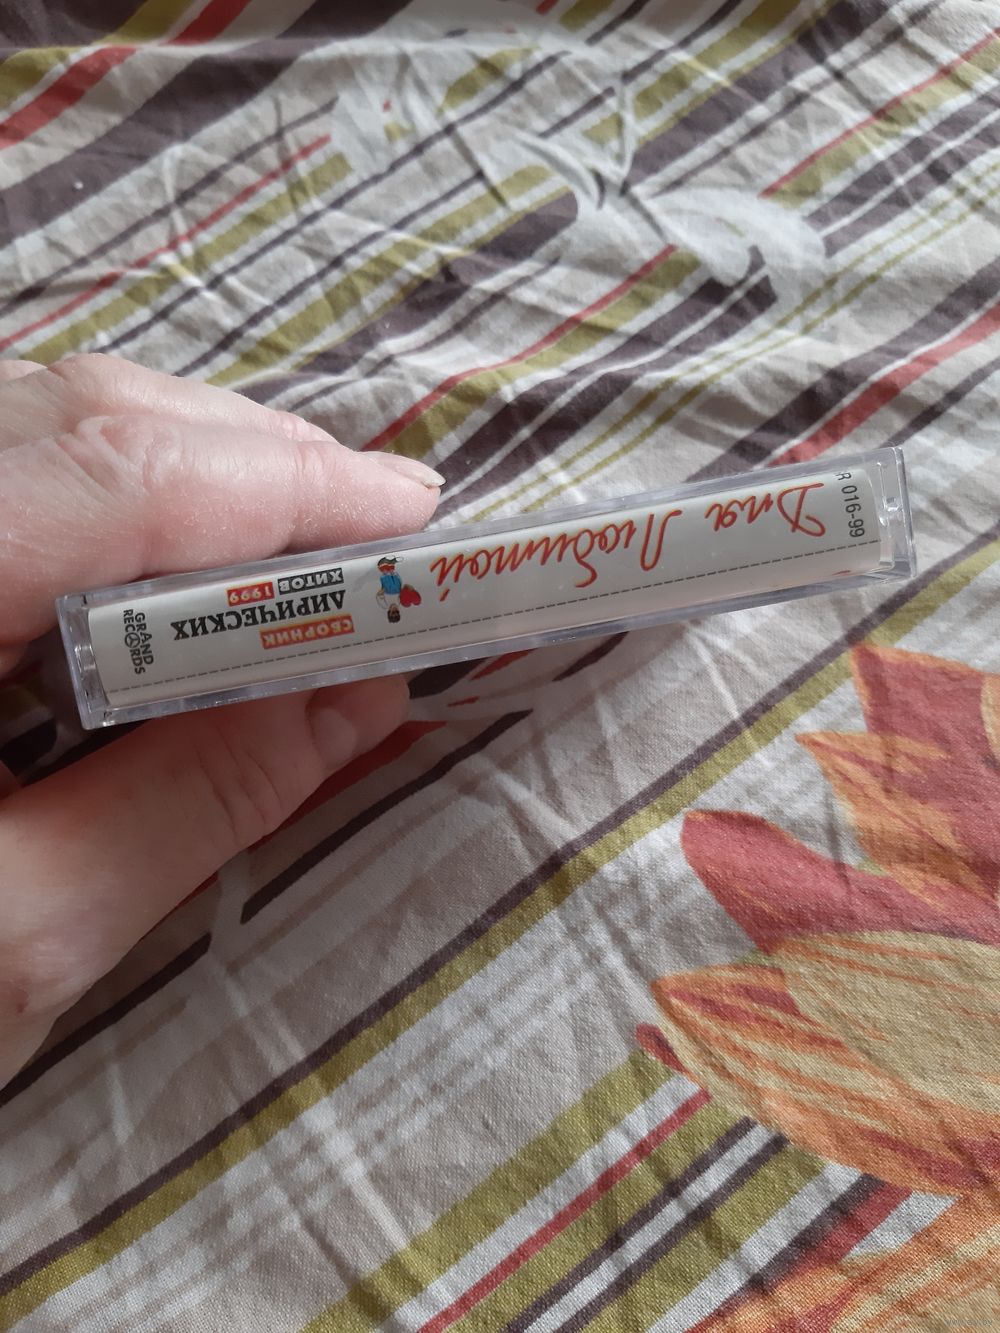 R 016-99
Для Любимой
СБОРНИК
ЛИРИЧЕСКИХ
ХИТОВ 1999
GRAND
RECORDS